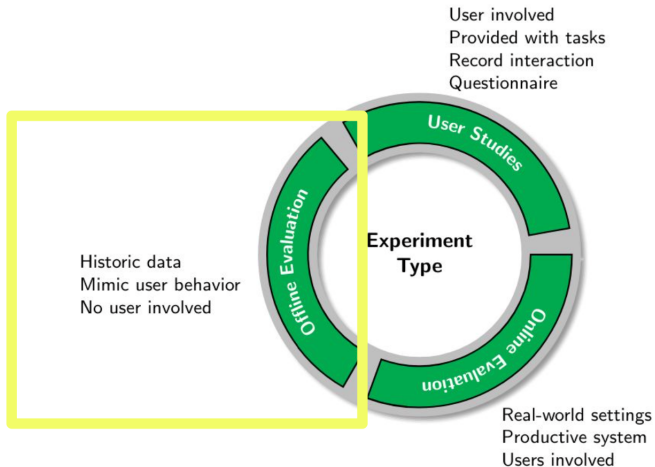 User involved
Provided with tasks
Record interaction
Questionnaire
User Studies
Experiment
Type
Offline Evaluation
Historic data
Mimic user behavior
No user involved
Online Evaluation
Real-world settings
Productive system
Users involved